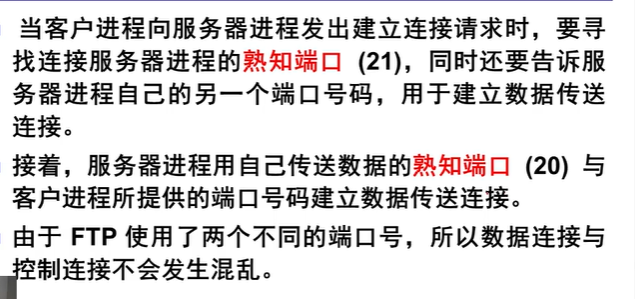 当客户进程向服务器进程发出建立连接请求时，要寻
找连接服务器进程的熟知端口 (21)，同时还要告诉服
务器进程自己的另一个端口号码，用于建立数据传送
连接。
接着，服务器进程用自己传送数据的熟知端口 (20) 与
客户进程所提供的端口号码建立数据传送连接。
由于 FTP 使用了两个不同的端口号，所以数据连接与
控制连接不会发生混乱。